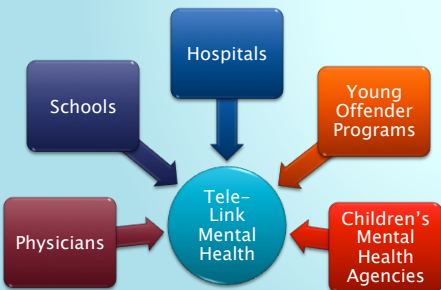 Hospitals
Schools
Young
Offender
Programs
Physicians
Tele-
Link
Mental
Health
Children's
Mental
Health
Agencies